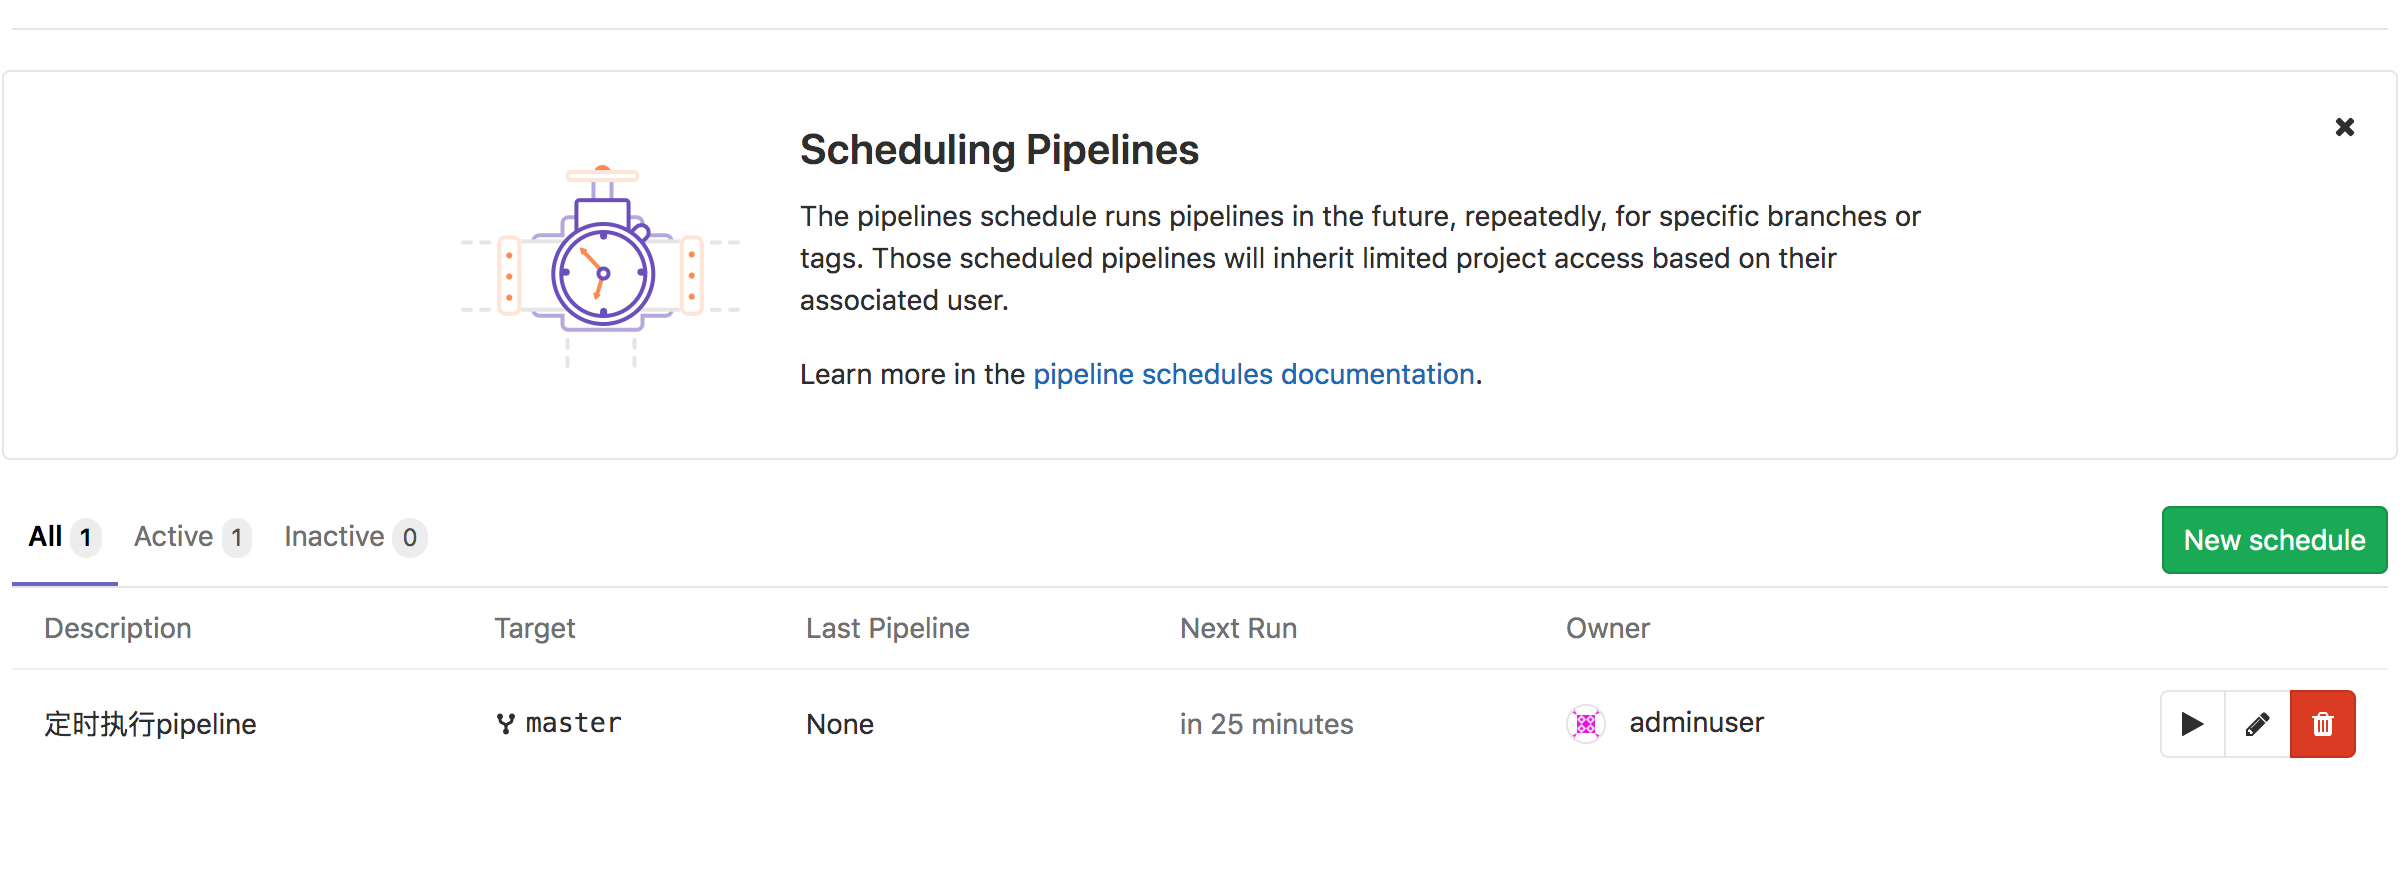 Scheduling Pipelines
The pipelines schedule runs pipelines in the future, repeatedly, for specific branches or
tags. Those scheduled pipelines will inherit limited project access based on their
associated user.
Learn more in the pipeline schedules documentation.
All 1 Active 1 Inactive 0 New schedule
Description Target Last Pipeline Next Run Owner
定时执行pipeline master None in 25 minutes adminuser